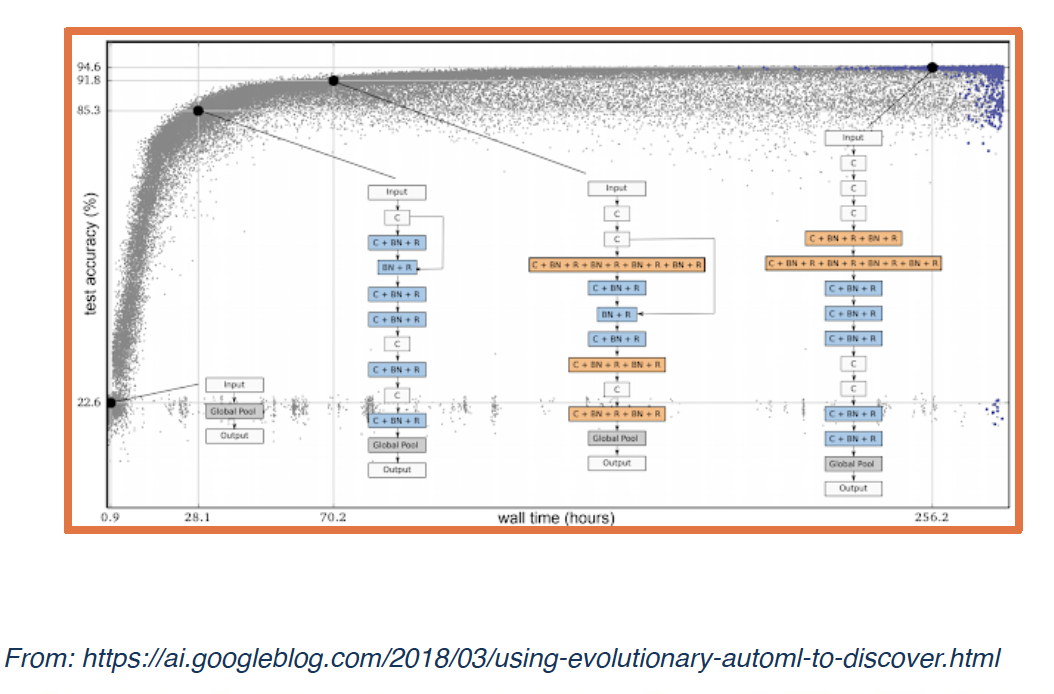 94.6
91.8
85.3
22.6
test accuracy (%)
0.9
28.1
70.2
wall time (hours)
256.2
Input
Global Pool
Output
Input
C
C + BN + R
BN + R
C + BN + R
C + BN + R
C
C + BN + R
C
C + BN + R
Global Pool
Output
Input
C
C
C + BN + R + BN + R + BN + R + BN + R
C + BN + R
BN + R
C + BN + R
C + BN + R + BN + R
C
C + BN + R + BN + R
Global Pool
Output
Input
C
C
C
C + BN + R + BN + R
C + BN + R + BN + R + BN + R + BN + R
C + BN + R
C + BN + R
C + BN + R
C
C
C + BN + R
C + BN + R
Global Pool
Output
From: https://ai.googleblog.com/2018/03/using-evolutionary-automl-to-discover.html